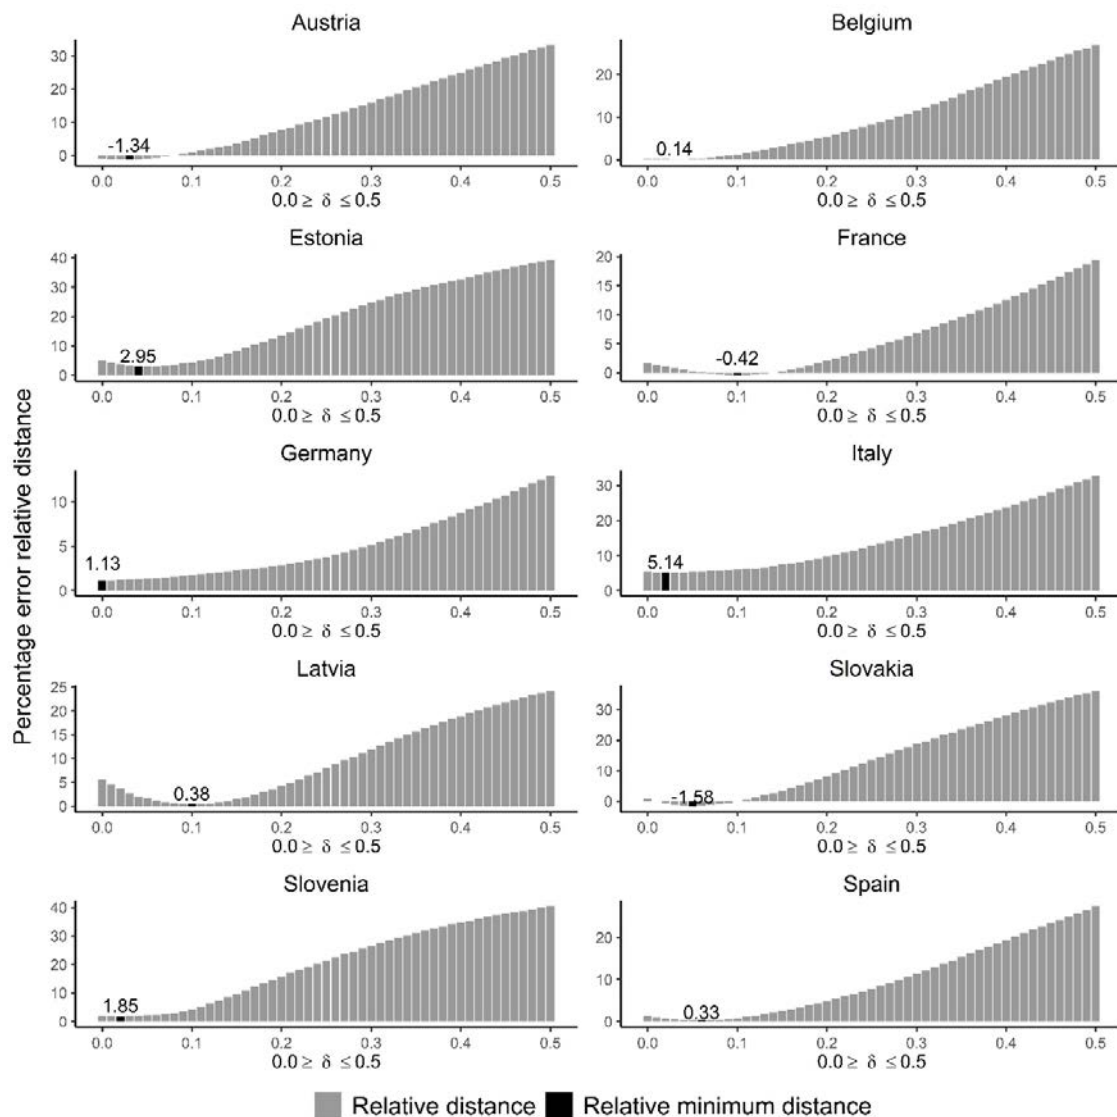 Austria
30
20
10
0
-1.34
0.0 0.1 0.2 0.3 0.4 0.5
0.0 ≥ δ ≤ 0.5
Belgium
20
10
0
0.14
0.0 0.1 0.2 0.3 0.4 0.5
0.0 ≥ δ ≤ 0.5
Estonia
40
30
20
10
0
2.95
0.0 0.1 0.2 0.3 0.4 0.5
0.0 ≥ δ ≤ 0.5
France
20
15
10
5
0
-0.42
0.0 0.1 0.2 0.3 0.4 0.5
0.0 ≥ δ ≤ 0.5
Percentage error relative distance
Germany
10
5
0
1.13
0.0 0.1 0.2 0.3 0.4 0.5
0.0 ≥ δ ≤ 0.5
Italy
30
20
10
0
5.14
0.0 0.1 0.2 0.3 0.4 0.5
0.0 ≥ δ ≤ 0.5
Latvia
25
20
15
10
5
0
0.38
0.0 0.1 0.2 0.3 0.4 0.5
0.0 ≥ δ ≤ 0.5
Slovakia
30
20
10
0
-1.58
0.0 0.1 0.2 0.3 0.4 0.5
0.0 ≥ δ ≤ 0.5
Slovenia
40
30
20
10
0
1.85
0.0 0.1 0.2 0.3 0.4 0.5
0.0 ≥ δ ≤ 0.5
Spain
20
10
0
0.33
0.0 0.1 0.2 0.3 0.4 0.5
0.0 ≥ δ ≤ 0.5
Relative distance Relative minimum distance